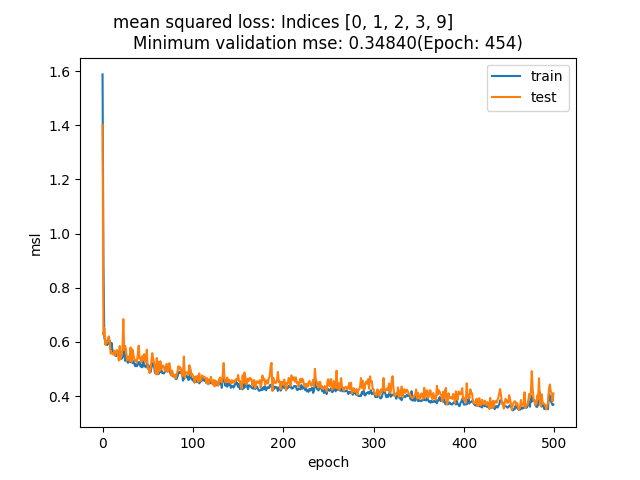 mean squared loss: Indices [0, 1, 2, 3, 9]
Minimum validation mse: 0.34840(Epoch: 454)
train
test
1.6
1.4
1.2
1.0
0.8
0.6
0.4
msl
0 100 200 300 400 500
epoch